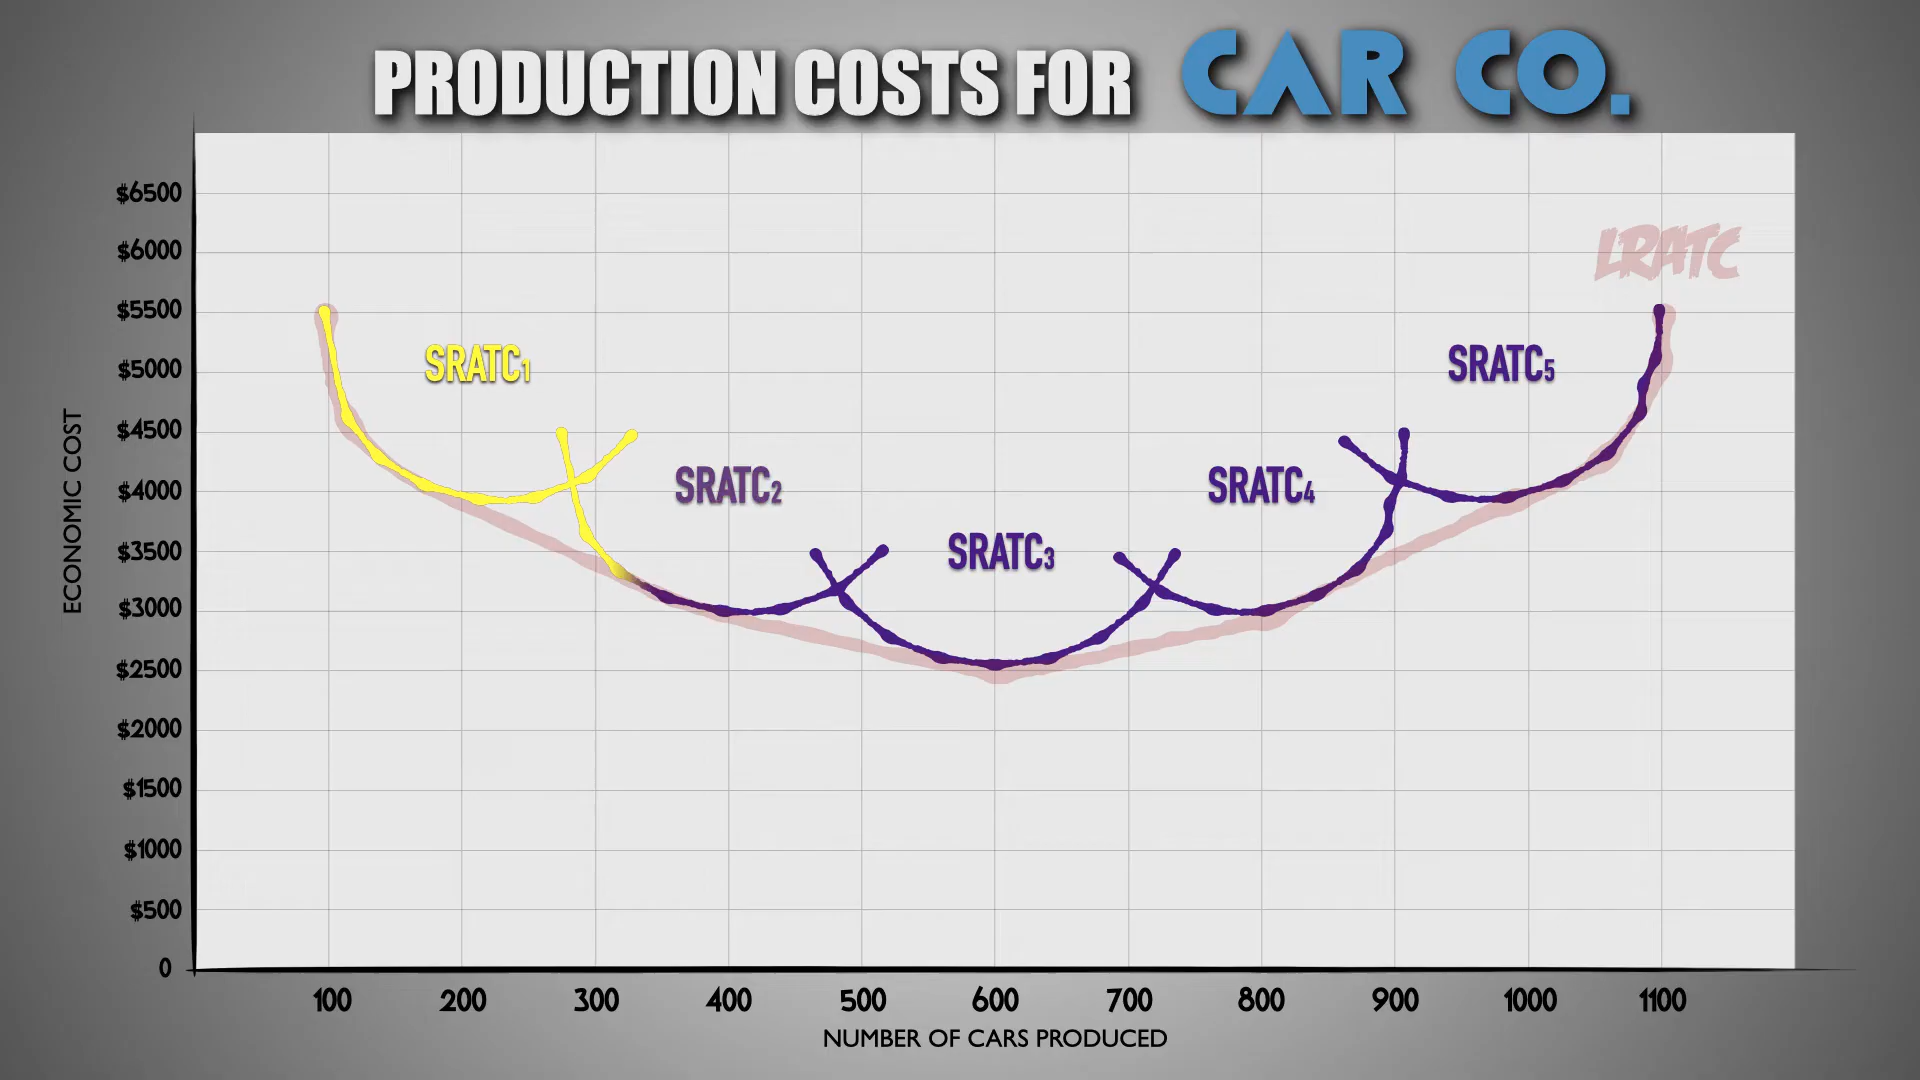 PRODUCTION COSTS FOR CAR CO.
$6500
$6000
LRATC
$5500
SRATC1
SRATC5
$5000
$4500
SRATC2
SRATC4
$4000
$3500
SRATC3
$3000
$2500
$2000
$1500
$1000
$500
0
ECONOMIC COST
100 200 300 400 500 600 700 800 900 1000 1100
NUMBER OF CARS PRODUCED